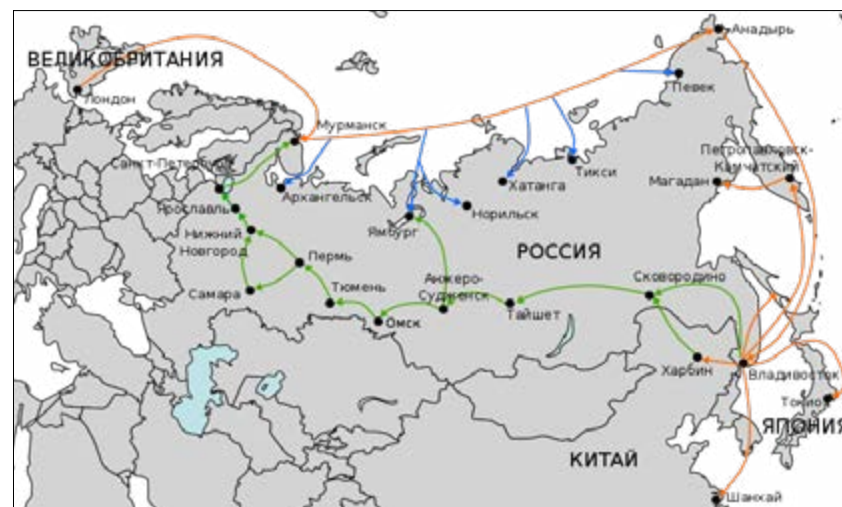 Анадырь
ВЕЛИКОБРИТАНИЯ
Певек
Лондон
Мурманск
Петропавловск-
Камчатский
Санкт-Петербург
Тикси
Магадан
Хатанга
Архангельск
Ярославль
Норильск
Ямбург
Нижний
Новгород
РОССИЯ
Пермь
Анжеро-
Судженск
Сковородино
Самара
Тюмень
Тайшет
Омск
Харбин
Владивосток
Токио
ЯПОНИЯ
КИТАЙ
Шанхай